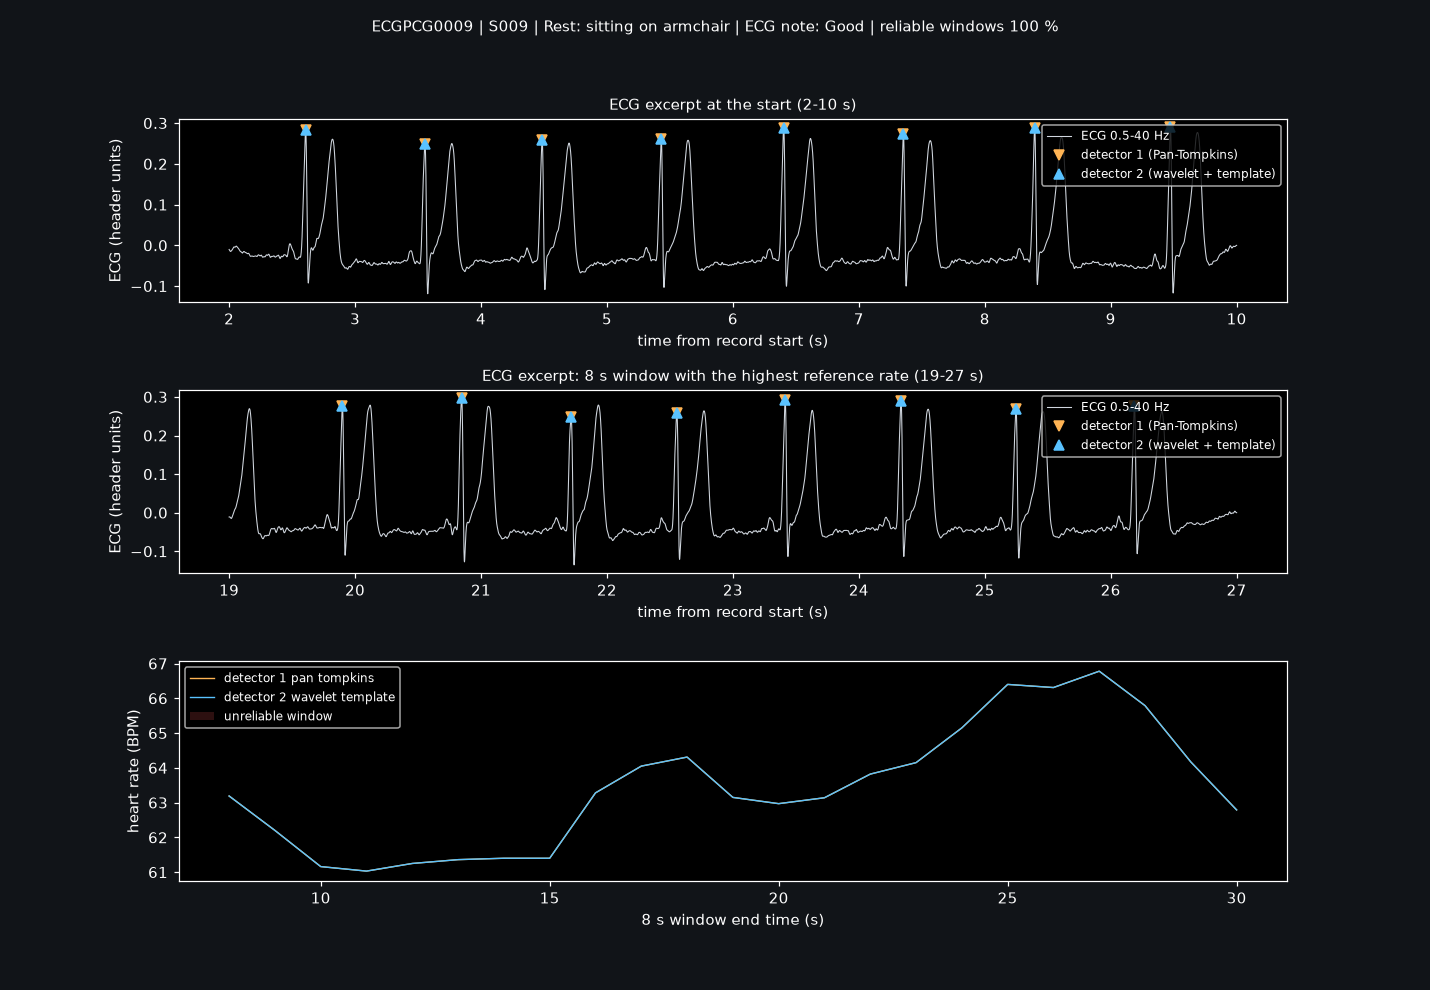 ECGPCG0009 | S009 | Rest: sitting on armchair | ECG note: Good | reliable windows 100 %
ECG excerpt at the start (2-10 s)
ECG (header units)
0.3
0.2
0.1
0.0
−0.1
ECG 0.5-40 Hz
detector 1 (Pan-Tompkins)
detector 2 (wavelet + template)
2 3 4 5 6 7 8 9 10
time from record start (s)
ECG excerpt: 8 s window with the highest reference rate (19-27 s)
ECG (header units)
0.3
0.2
0.1
0.0
−0.1
ECG 0.5-40 Hz
detector 1 (Pan-Tompkins)
detector 2 (wavelet + template)
19 20 21 22 23 24 25 26 27
time from record start (s)
heart rate (BPM)
67
66
65
64
63
62
61
detector 1 pan tompkins
detector 2 wavelet template
unreliable window
10 15 20 25 30
8 s window end time (s)